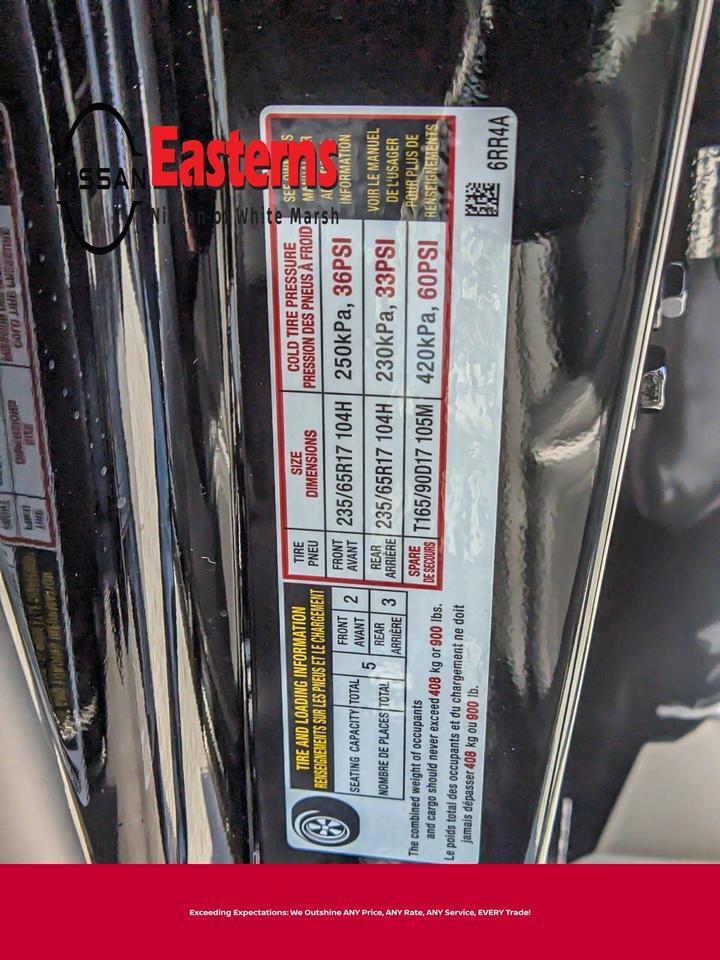 NISSAN
Easterns
Nissan of White Marsh
TIRE AND LOADING INFORMATION
RENSEIGNEMENTS SUR LES PNEUS ET LE CHARGEMENT
SEATING CAPACITY TOTAL 5 FRONT 2
AVANT
NOMBRE DE PLACES TOTAL REAR 3
ARRIÈRE
The combined weight of occupants
and cargo should never exceed 408 kg or 900 lbs.
Le poids total des occupants et du chargement ne doit
jamais dépasser 408 kg ou 900 lb.
TIRE SIZE COLD TIRE PRESSURE
PNEU DIMENSIONS PRESSION DES PNEUS À FROID
FRONT 235/65R17 104H 250kPa, 36PSI
AVANT
REAR 235/65R17 104H 230kPa, 33PSI
ARRIÈRE
SPARE T165/90D17 105M 420kPa, 60PSI
DE SECOURS
INFORMATION
VOIR LE MANUEL
DE L'USAGER
POUR PLUS DE
RENSEIGNEMENTS
6RR4A
Exceeding Expectations: We Outshine ANY Price, ANY Rate, ANY Service, EVERY Trade!